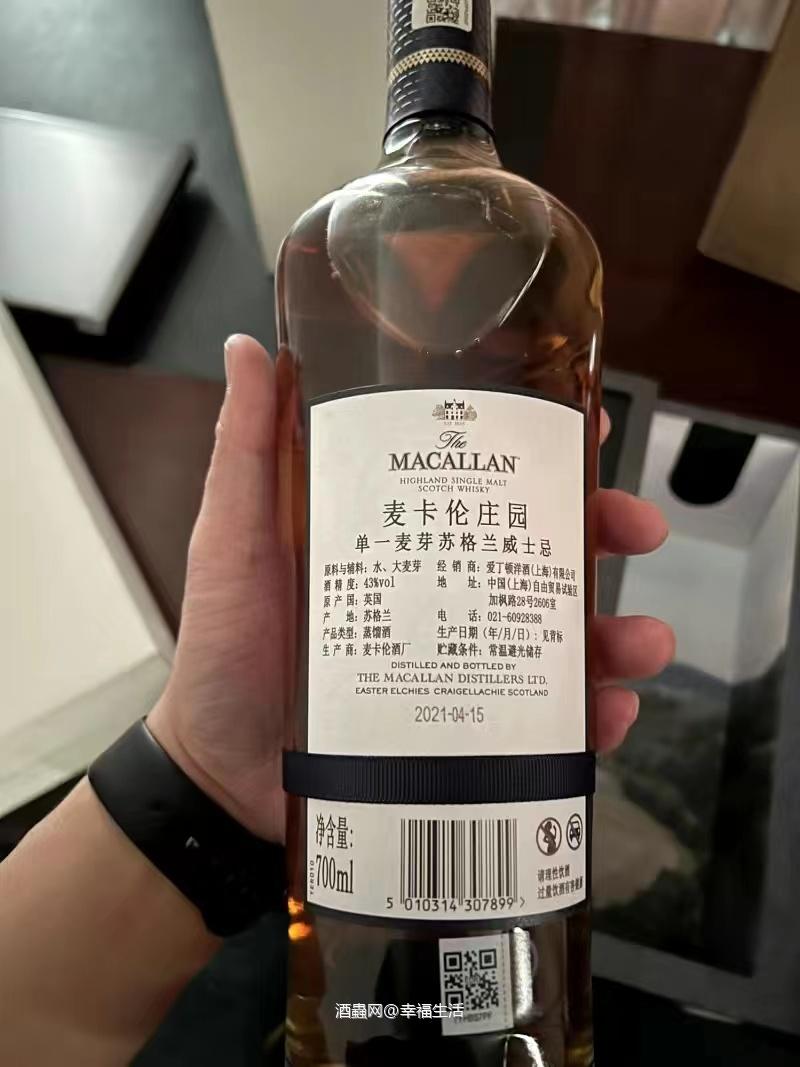 The
MACALLAN
HIGHLAND SINGLE MALT
SCOTCH WHISKY
麦卡伦庄园
单一麦芽苏格兰威士忌
原料与辅料：水、大麦芽
酒精度：43%vol
原产国：英国
产地：苏格兰
产品类型：蒸馏酒
生产商：麦卡伦酒厂
经销商：爱丁顿洋酒(上海)有限公司
地址：中国(上海)自由贸易试验区
加枫路28号2606室
电话：021-60928388
生产日期（年/月/日）：见背标
贮藏条件：常温避光储存
DISTILLED AND BOTTLED BY
THE MACALLAN DISTILLERS LTD,
EASTER ELCHIES CRAIGELLACHIE SCOTLAND
2021-04-15
净含量:
700ml
5 010314 307899 >
请理性饮酒
过量饮酒有害健康
酒蟲网@幸福生活